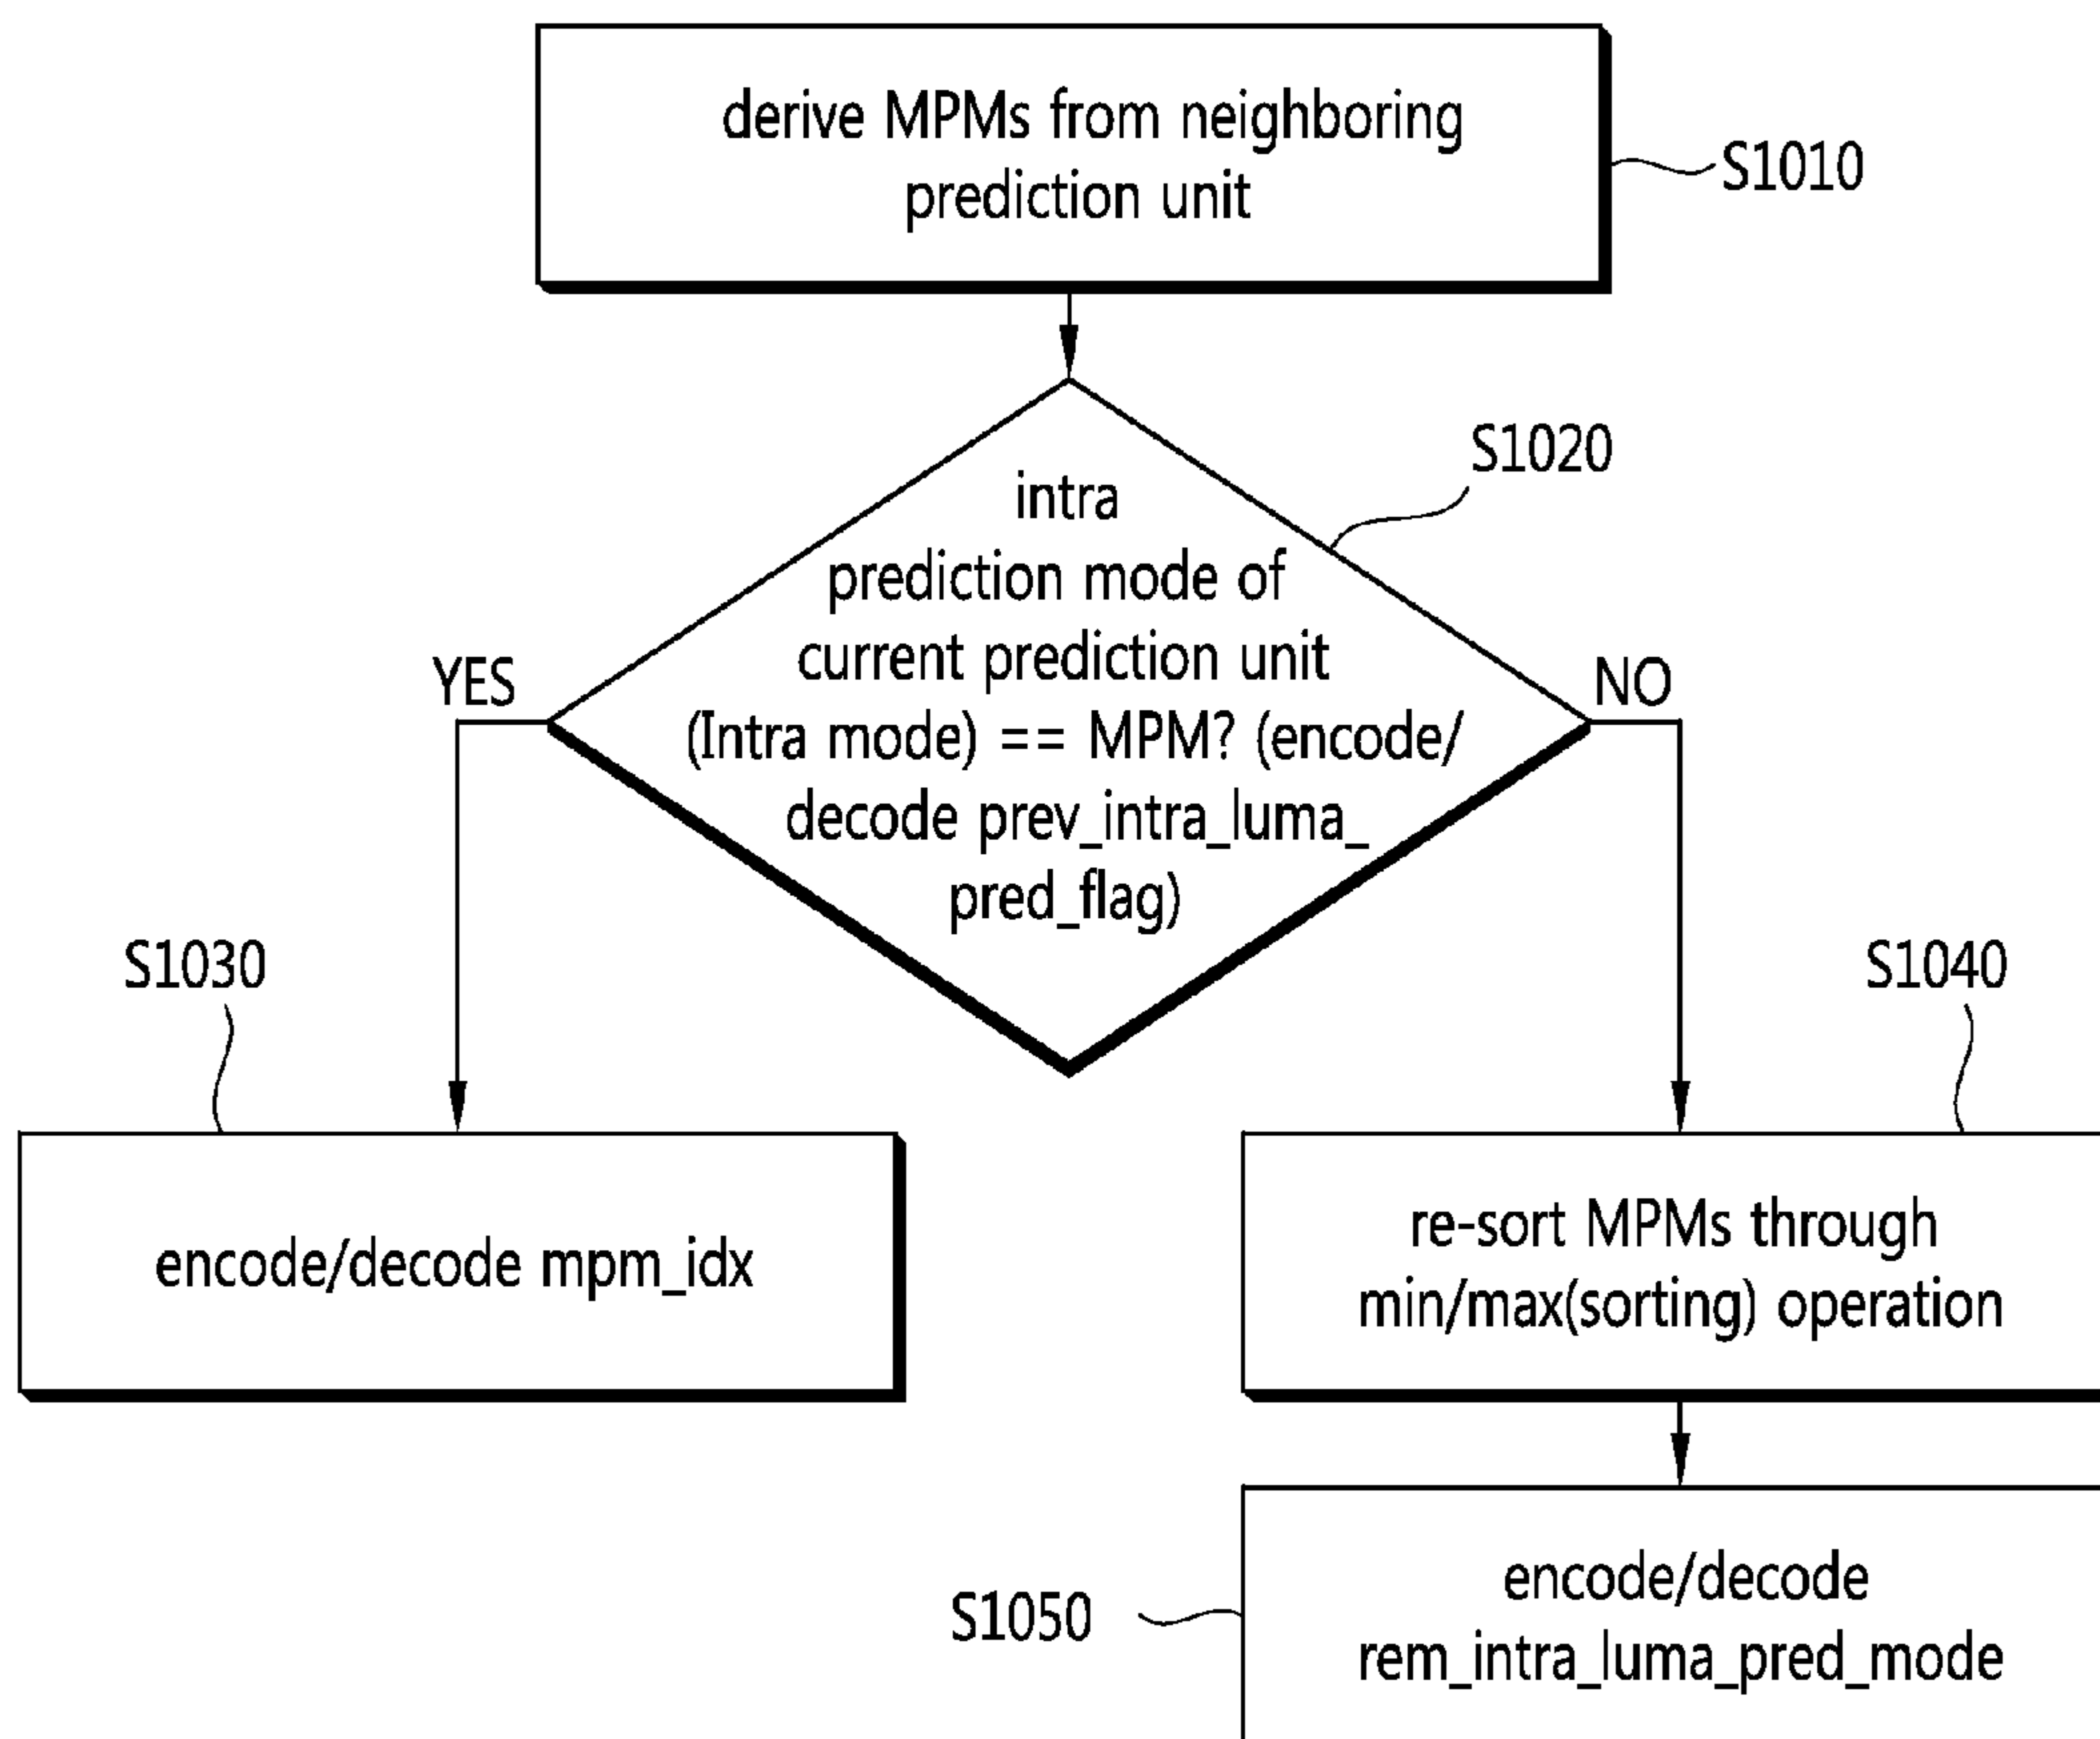 derive MPMs from neighboring
prediction unit
S1010
S1020
intra
prediction mode of
current prediction unit
(Intra mode) == MPM? (encode/
decode prev_intra_luma_
pred_flag)
YES
NO
S1030
encode/decode mpm_idx
S1040
re-sort MPMs through
min/max(sorting) operation
S1050
encode/decode
rem_intra_luma_pred_mode